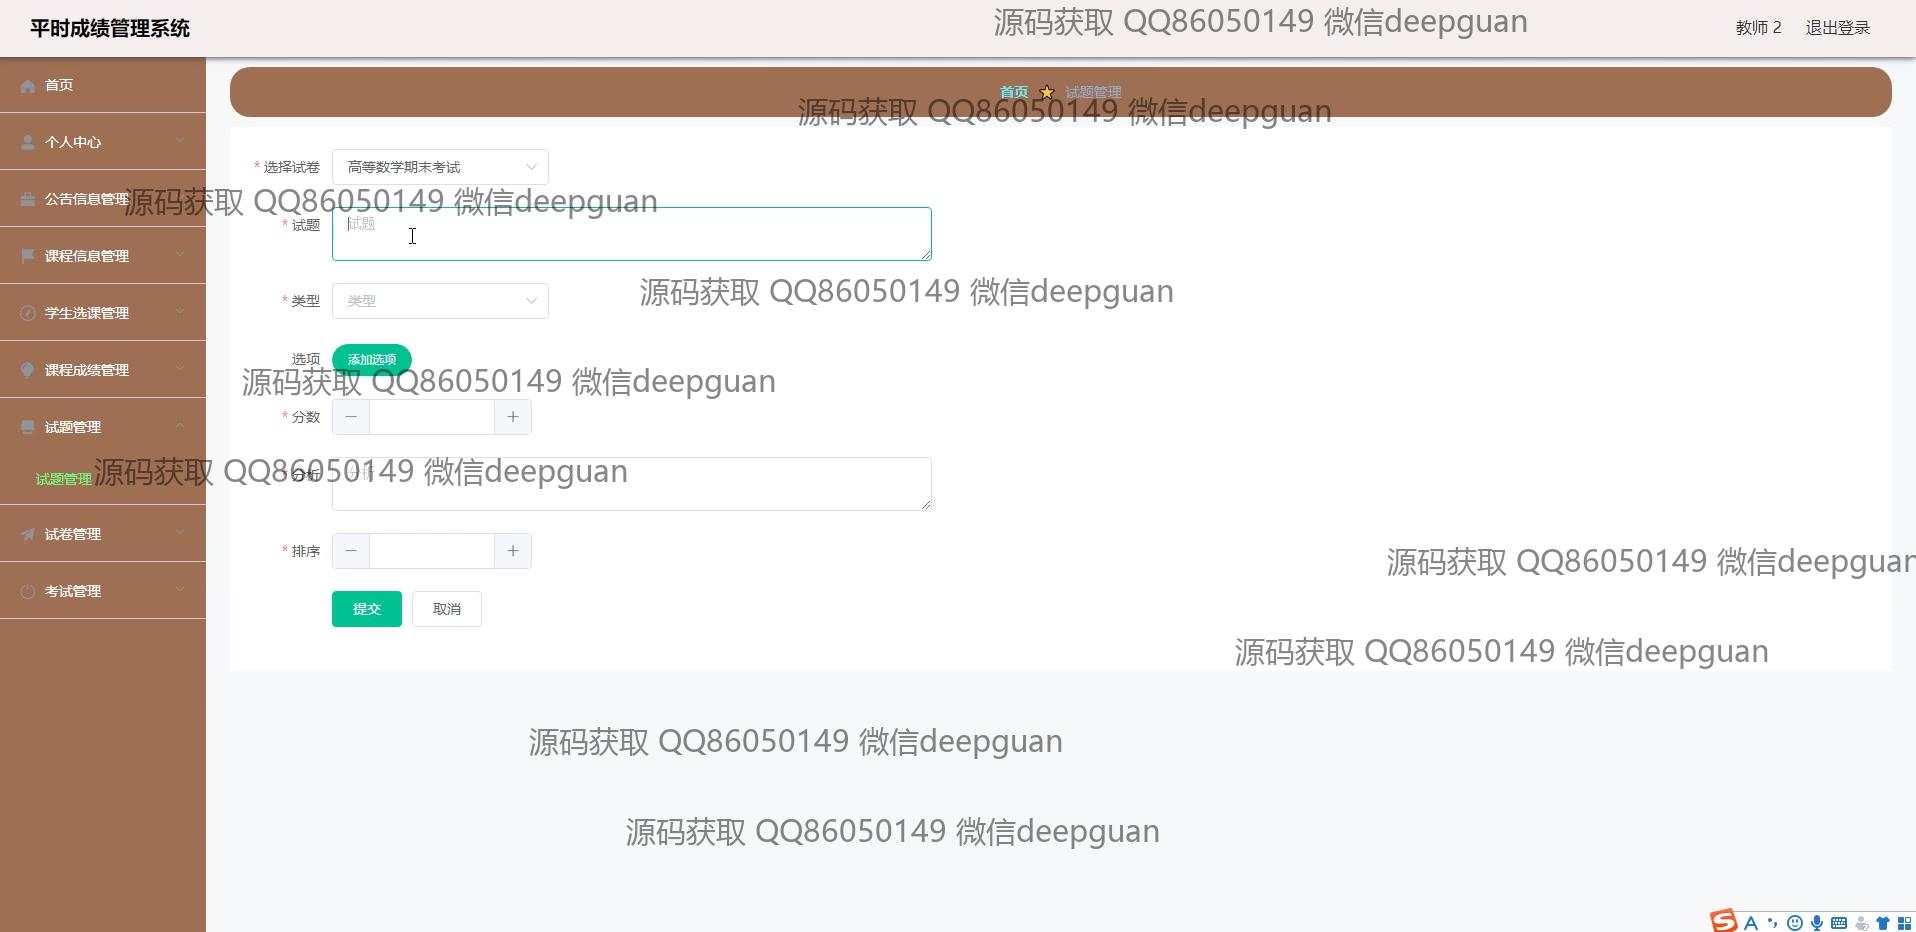 平时成绩管理系统
源码获取 QQ86050149 微信deepguan
教师 2 退出登录
首页
首页 试题管理
源码获取 QQ86050149 微信deepguan
个人中心
* 选择试卷 高等数学期末考试
公告信息管理
源码获取 QQ86050149 微信deepguan
* 试题 试题
课程信息管理
源码获取 QQ86050149 微信deepguan
* 类型 类型
学生选课管理
选项 添加选项
课程成绩管理
源码获取 QQ86050149 微信deepguan
* 分数
试题管理
试题管理
源码获取 QQ86050149 微信deepguan
* 分析 分析
试卷管理
* 排序
源码获取 QQ86050149 微信deepguan
考试管理
提交 取消
源码获取 QQ86050149 微信deepguan
源码获取 QQ86050149 微信deepguan
源码获取 QQ86050149 微信deepguan